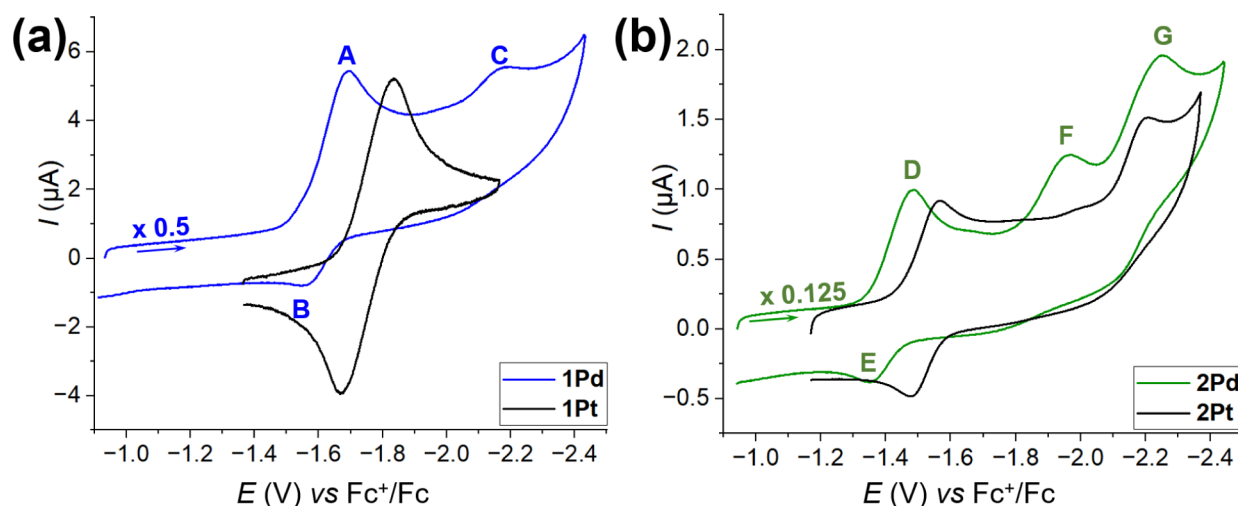 (a)
I (µA)
6
4
2
0
−2
−4
A
C
B
x 0.5
1Pd
1Pt
−1.0 −1.2 −1.4 −1.6 −1.8 −2.0 −2.2 −2.4
E (V) vs Fc⁺/Fc
(b)
I (µA)
2.0
1.5
1.0
0.5
0.0
−0.5
G
F
D
E
x 0.125
2Pd
2Pt
−1.0 −1.2 −1.4 −1.6 −1.8 −2.0 −2.2 −2.4
E (V) vs Fc⁺/Fc